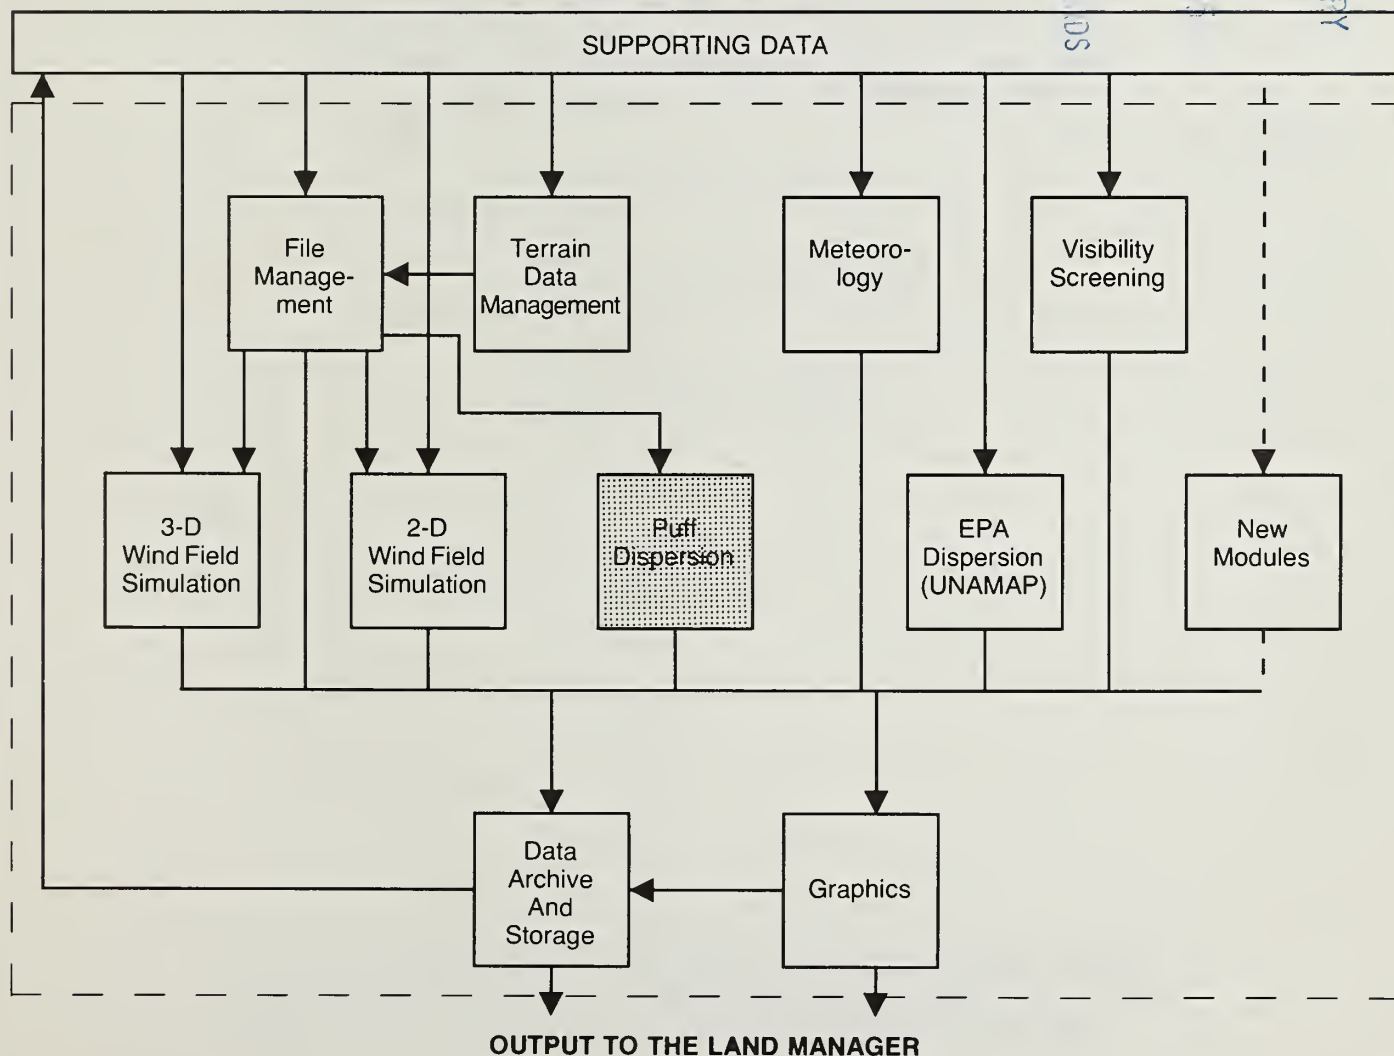 SUPPORTING DATA
File
Manage-
ment
Terrain
Data
Management
Meteoro-
logy
Visibility
Screening
3-D
Wind Field
Simulation
2-D
Wind Field
Simulation
Puff
Dispersion
EPA
Dispersion
(UNAMAP)
New
Modules
Data
Archive
And
Storage
Graphics
OUTPUT TO THE LAND MANAGER